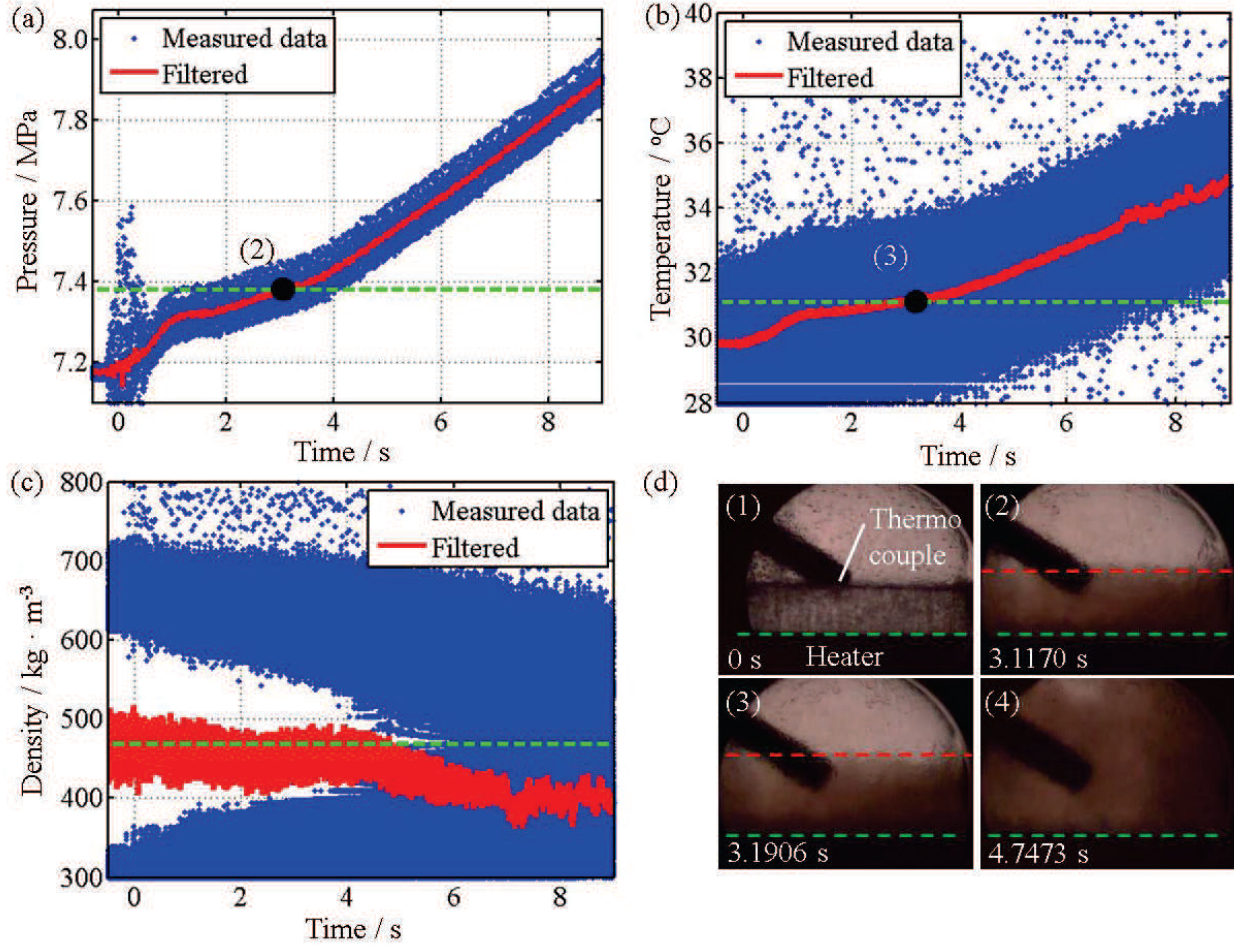 (a)
8.0
7.8
7.6
7.4
7.2
Pressure / MPa
Measured data
Filtered
(2)
0 2 4 6 8
Time / s
(b)
40
38
36
34
32
30
28
Temperature / ºC
Measured data
Filtered
(3)
0 2 4 6 8
Time / s
(c)
800
700
600
500
400
300
Density / kg · m⁻³
Measured data
Filtered
0 2 4 6 8
Time / s
(d)
(1)
Thermo
couple
0 s
Heater
(2)
3.1170 s
(3)
3.1906 s
(4)
4.7473 s